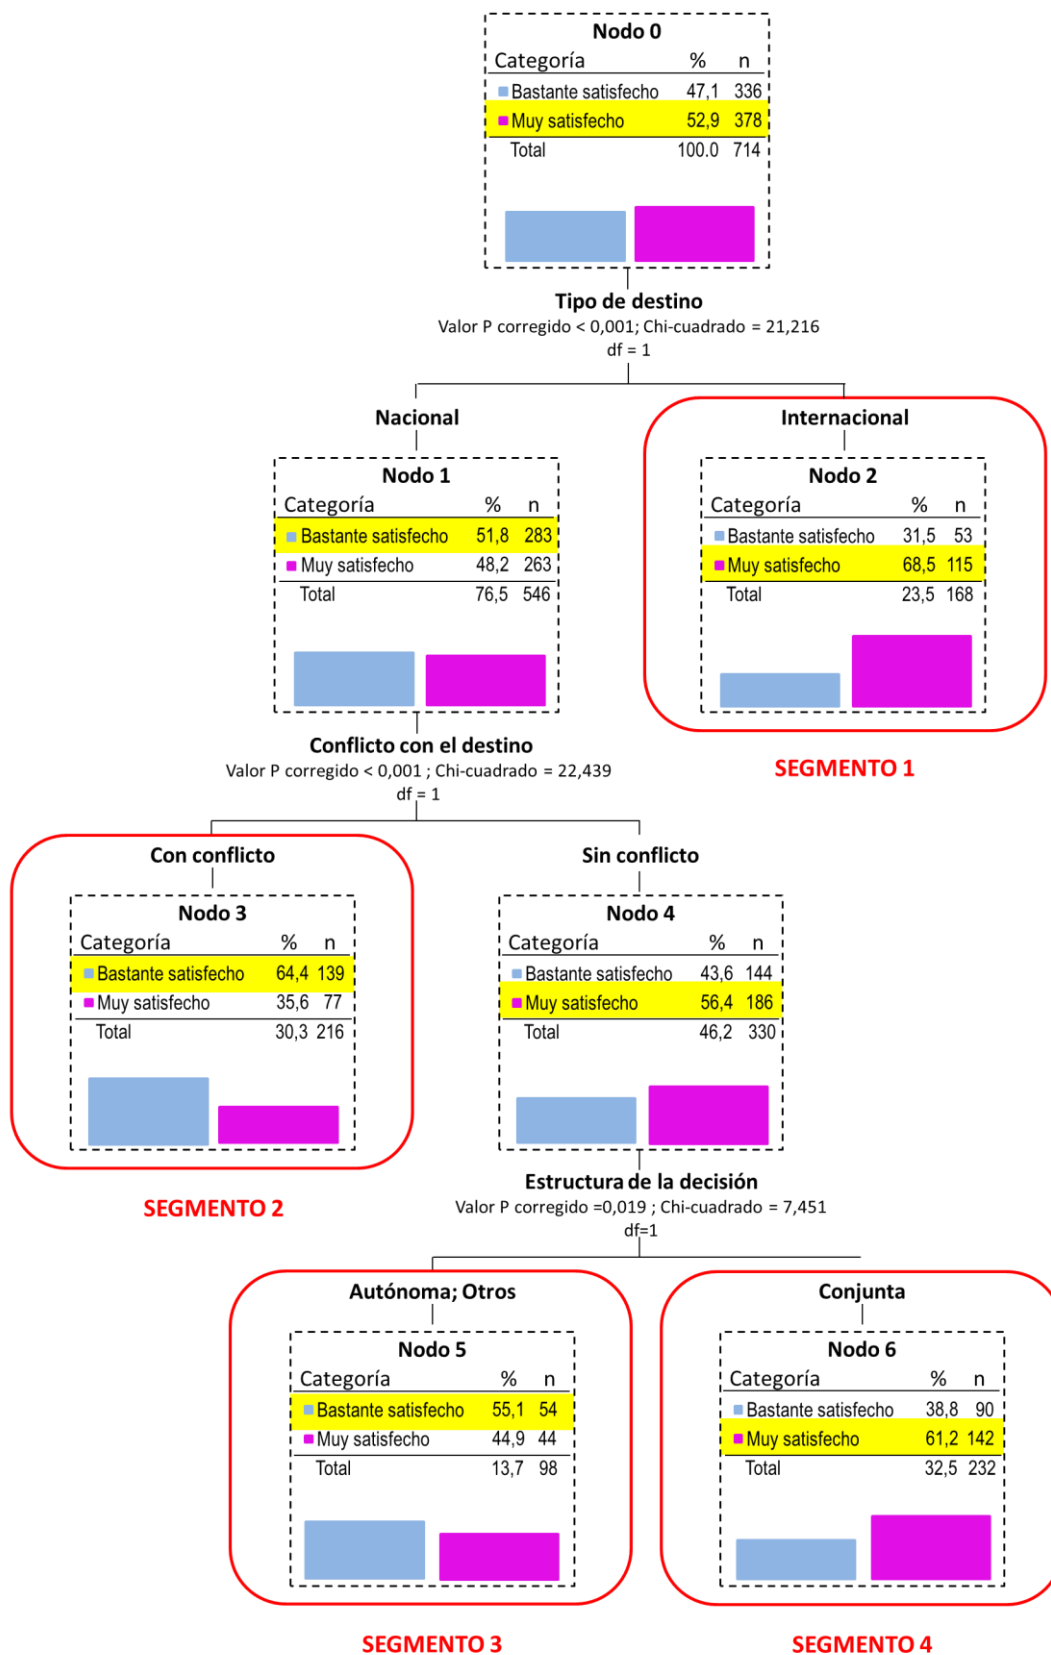 Nodo 0
Categoría % n
Bastante satisfecho 47,1 336
Muy satisfecho 52,9 378
Total 100.0 714
Tipo de destino
Valor P corregido < 0,001; Chi-cuadrado = 21,216
df = 1
Nacional
Internacional
Nodo 1
Categoría % n
Bastante satisfecho 51,8 283
Muy satisfecho 48,2 263
Total 76,5 546
Nodo 2
Categoría % n
Bastante satisfecho 31,5 53
Muy satisfecho 68,5 115
Total 23,5 168
SEGMENTO 1
Conflicto con el destino
Valor P corregido < 0,001 ; Chi-cuadrado = 22,439
df = 1
Con conflicto
Sin conflicto
Nodo 3
Categoría % n
Bastante satisfecho 64,4 139
Muy satisfecho 35,6 77
Total 30,3 216
SEGMENTO 2
Nodo 4
Categoría % n
Bastante satisfecho 43,6 144
Muy satisfecho 56,4 186
Total 46,2 330
Estructura de la decisión
Valor P corregido =0,019 ; Chi-cuadrado = 7,451
df=1
Autónoma; Otros
Conjunta
Nodo 5
Categoría % n
Bastante satisfecho 55,1 54
Muy satisfecho 44,9 44
Total 13,7 98
SEGMENTO 3
Nodo 6
Categoría % n
Bastante satisfecho 38,8 90
Muy satisfecho 61,2 142
Total 32,5 232
SEGMENTO 4